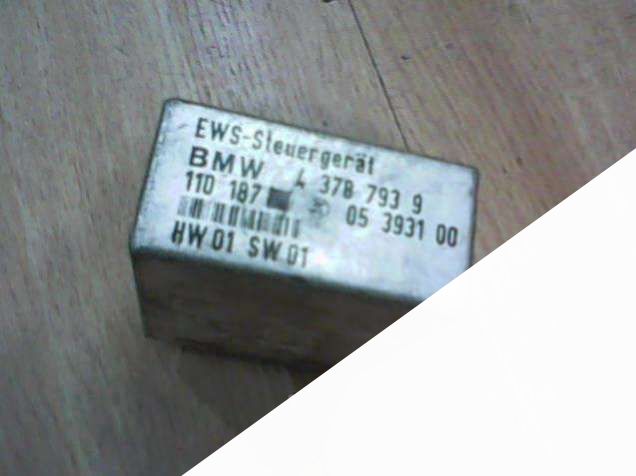 EWS-Steuergerät
BMW 4 378 793 9
110 187 05 3931 00
HW 01 SW 01